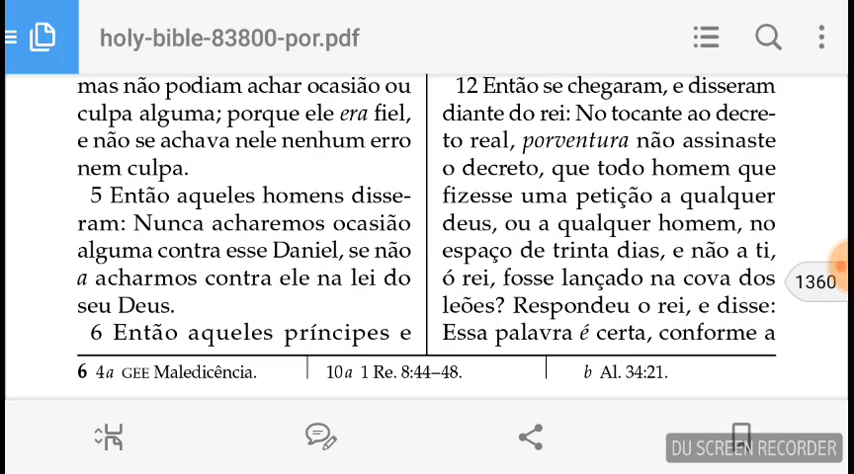 holy-bible-83800-por.pdf
mas não podiam achar ocasião ou
culpa alguma; porque ele era fiel,
e não se achava nele nenhum erro
nem culpa.
5 Então aqueles homens disse-
ram: Nunca acharemos ocasião
alguma contra esse Daniel, se não
a acharmos contra ele na lei do
seu Deus.
6 Então aqueles príncipes e
12 Então se chegaram, e disseram
diante do rei: No tocante ao decre-
to real, porventura não assinaste
o decreto, que todo homem que
fizesse uma petição a qualquer
deus, ou a qualquer homem, no
espaço de trinta dias, e não a ti,
ó rei, fosse lançado na cova dos
leões? Respondeu o rei, e disse:
Essa palavra é certa, conforme a
1360
6 4a GEE Maledicência.
10a 1 Re. 8:44–48.
b Al. 34:21.
DU SCREEN RECORDER